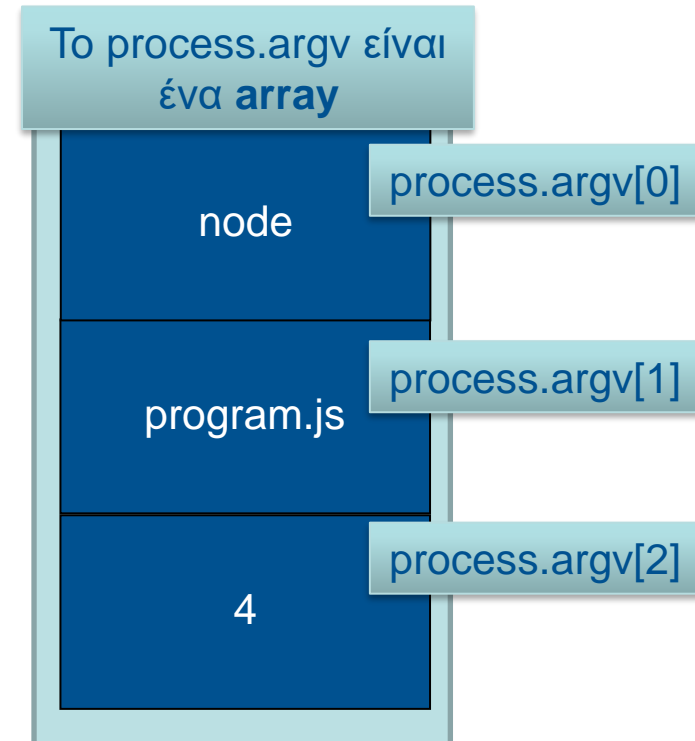 Το process.argv είναι
ένα array
process.argv[0]
node
process.argv[1]
program.js
process.argv[2]
4